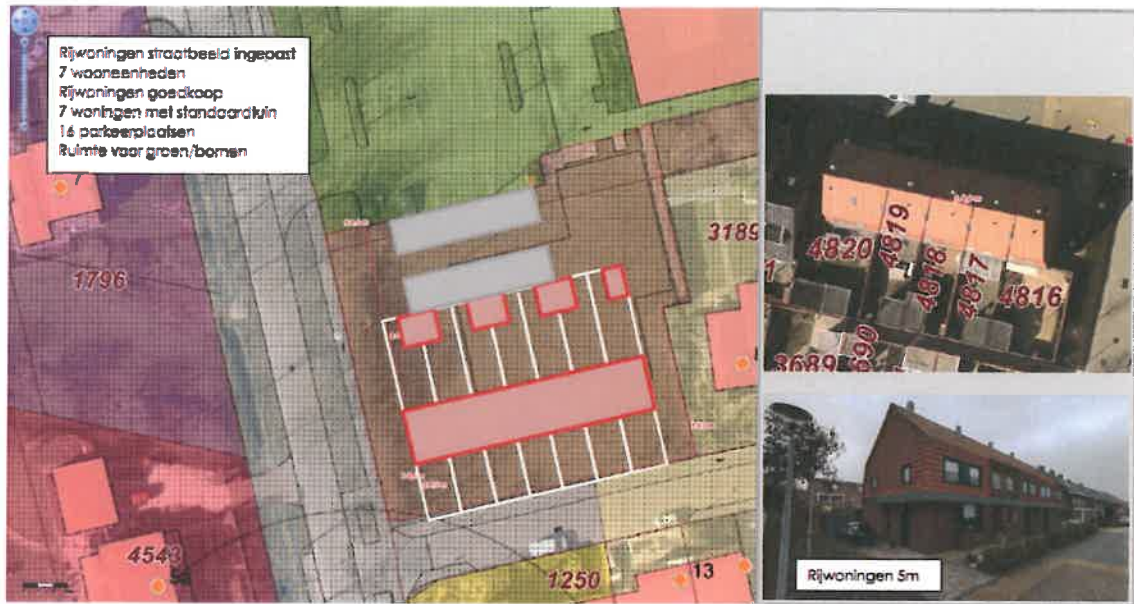 Rijwoningen straatbeeld ingepast
7 wooneenheden
Rijwoningen goedkoop
7 woningen met standaardtuin
16 parkeerplaatsen
Ruimte voor groen/bomen
1796
3189
4543
1250
13
4820
4819
4818
4817
4816
3689
690
Rijwoningen 5m